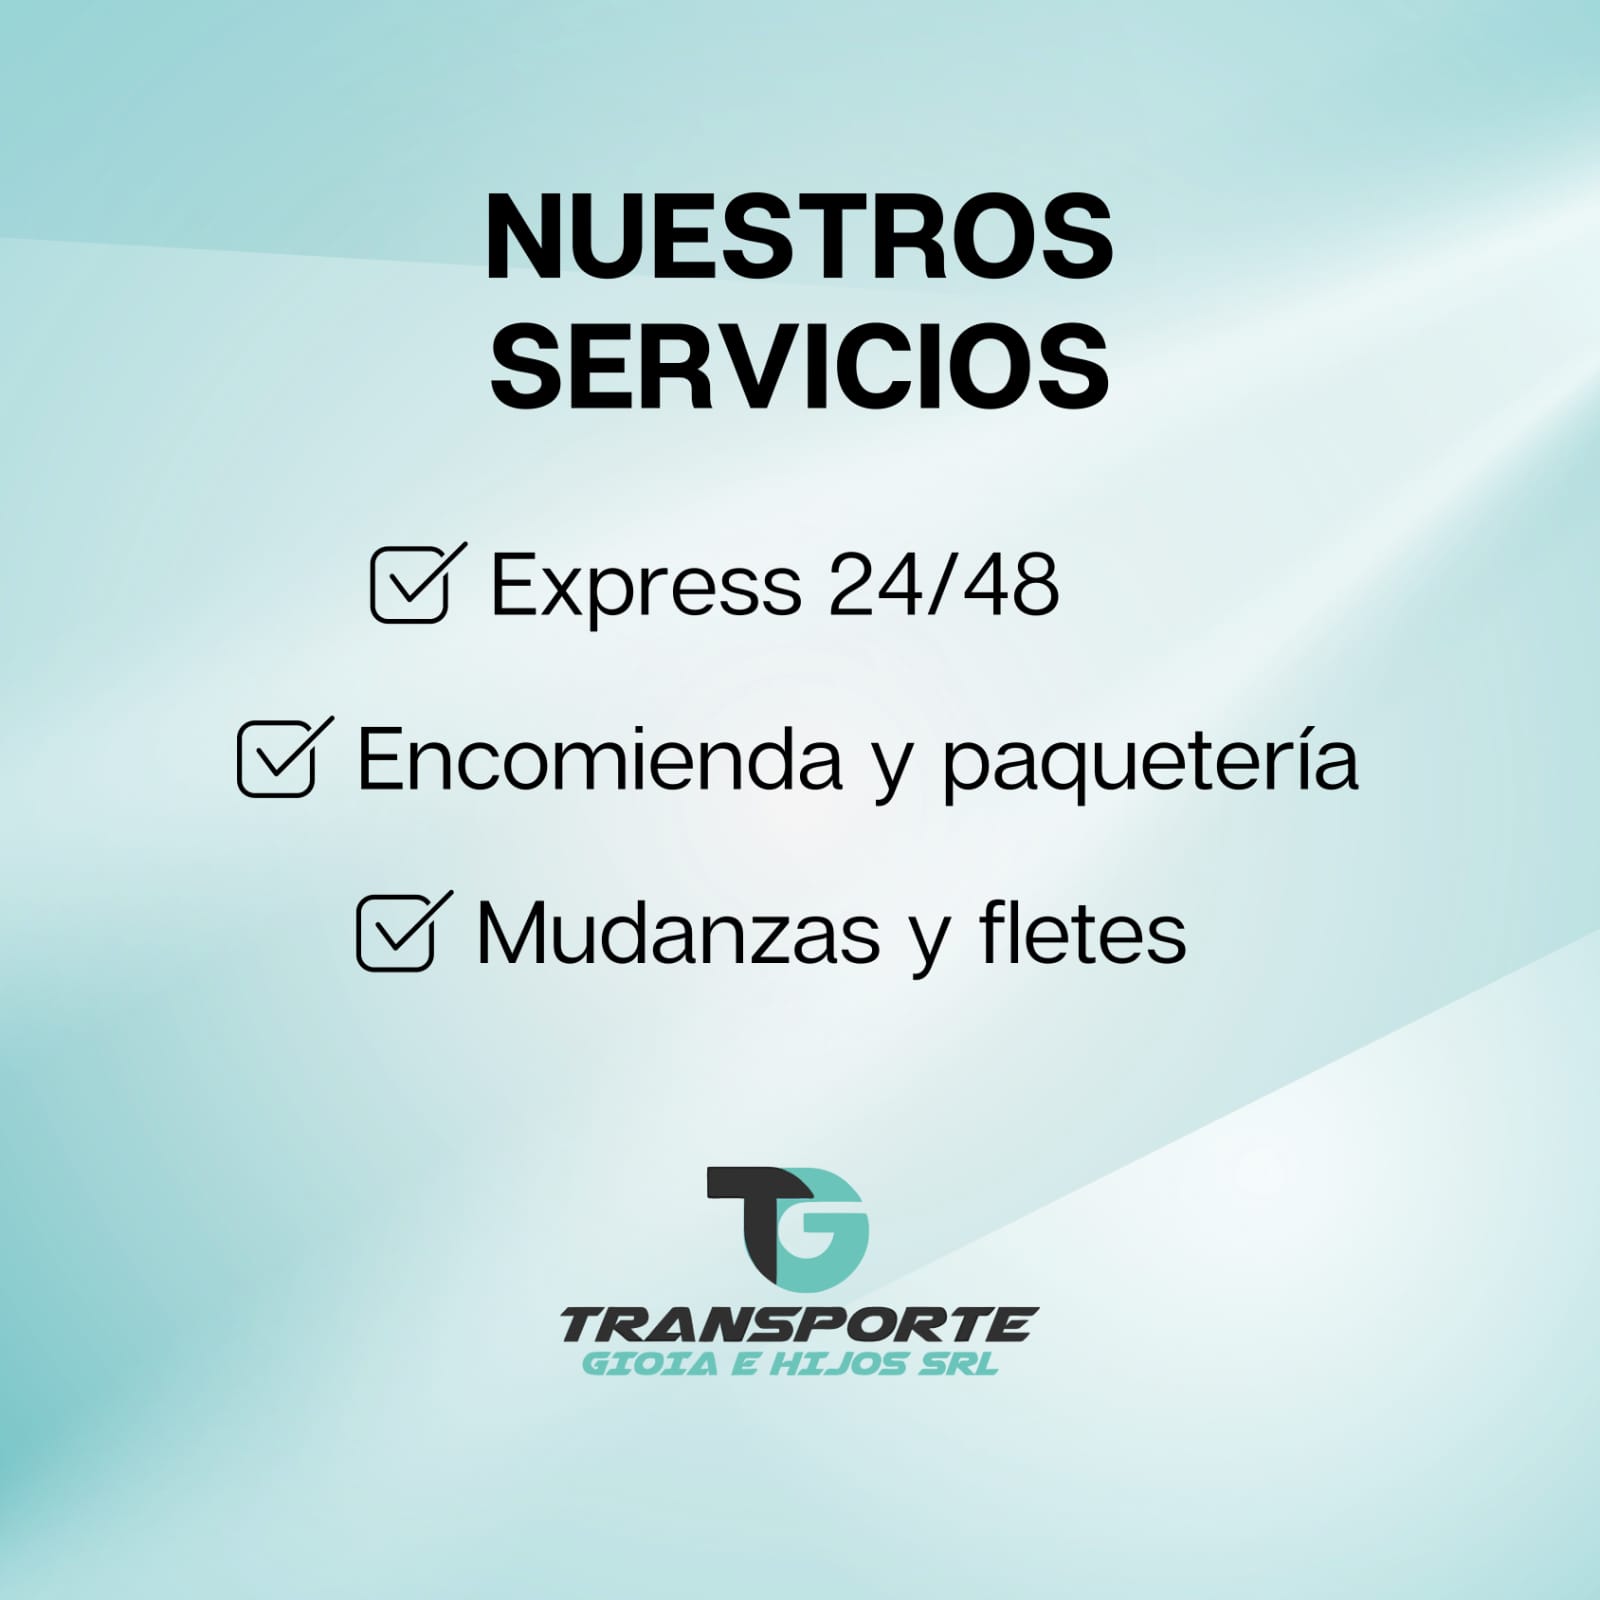 NUESTROS
SERVICIOS
Express 24/48
Encomienda y paquetería
Mudanzas y fletes
TG
TRANSPORTE
GIOIA E HIJOS SRL